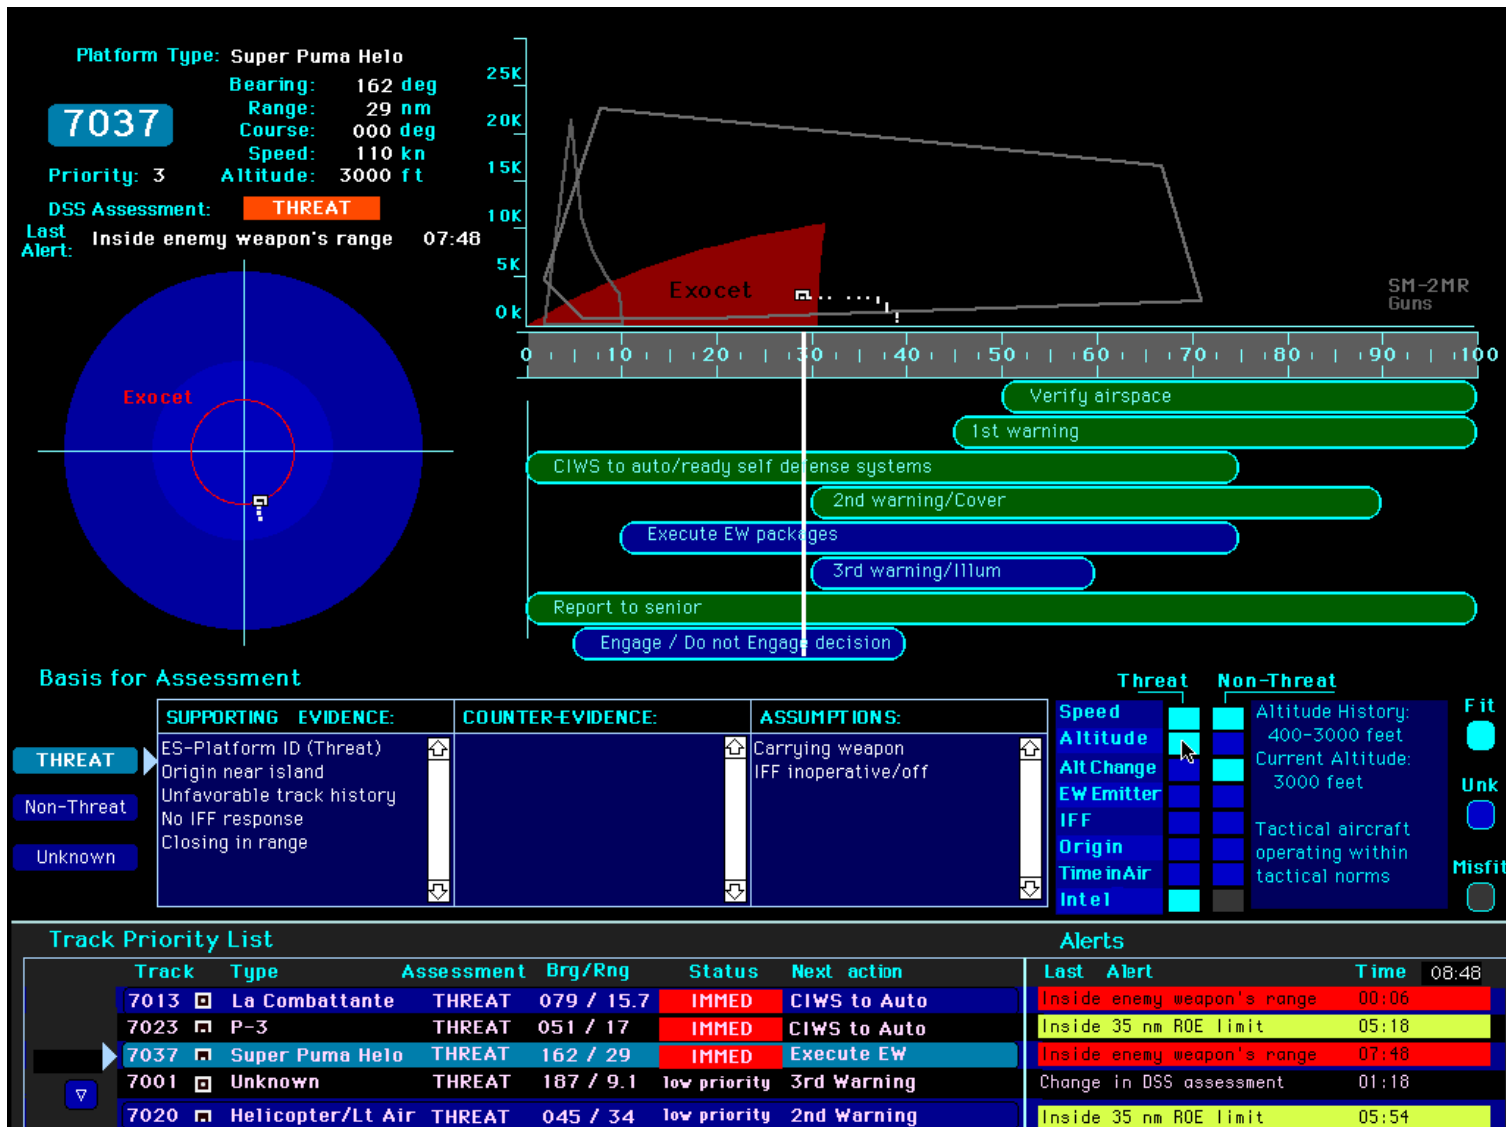 Platform Type: Super Puma Helo
7037
Bearing: 162 deg
Range: 29 nm
Course: 000 deg
Speed: 110 kn
Priority: 3 Altitude: 3000 ft
DSS Assessment: THREAT
Last Alert: Inside enemy weapon's range 07:48
Exocet
25K
20K
15K
10K
5K
0K
Exocet
SM-2MR
Guns
0 10 20 30 40 50 60 70 80 90 100
Verify airspace
1st warning
CIWS to auto/ready self defense systems
2nd warning/Cover
Execute EW packages
3rd warning/Illum
Report to senior
Engage / Do not Engage decision
Basis for Assessment
THREAT
Non-Threat
Unknown
SUPPORTING EVIDENCE:
ES-Platform ID (Threat)
Origin near island
Unfavorable track history
No IFF response
Closing in range
COUNTER-EVIDENCE:
ASSUMPTIONS:
Carrying weapon
IFF inoperative/off
Threat Non-Threat
Speed
Altitude
Alt Change
EW Emitter
IFF
Origin
Time in Air
Intel
Altitude History:
400-3000 feet
Current Altitude:
3000 feet
Tactical aircraft
operating within
tactical norms
Fit
Unk
Misfit
Track Priority List
Track Type Assessment Brg/Rng Status Next action
7013 La Combattante THREAT 079 / 15.7 IMMED CIWS to Auto
7023 P-3 THREAT 051 / 17 IMMED CIWS to Auto
7037 Super Puma Helo THREAT 162 / 29 IMMED Execute EW
7001 Unknown THREAT 187 / 9.1 low priority 3rd Warning
7020 Helicopter/Lt Air THREAT 045 / 34 low priority 2nd Warning
Alerts
Last Alert Time 08:48
Inside enemy weapon's range 00:06
Inside 35 nm ROE limit 05:18
Inside enemy weapon's range 07:48
Change in DSS assessment 01:18
Inside 35 nm ROE limit 05:54